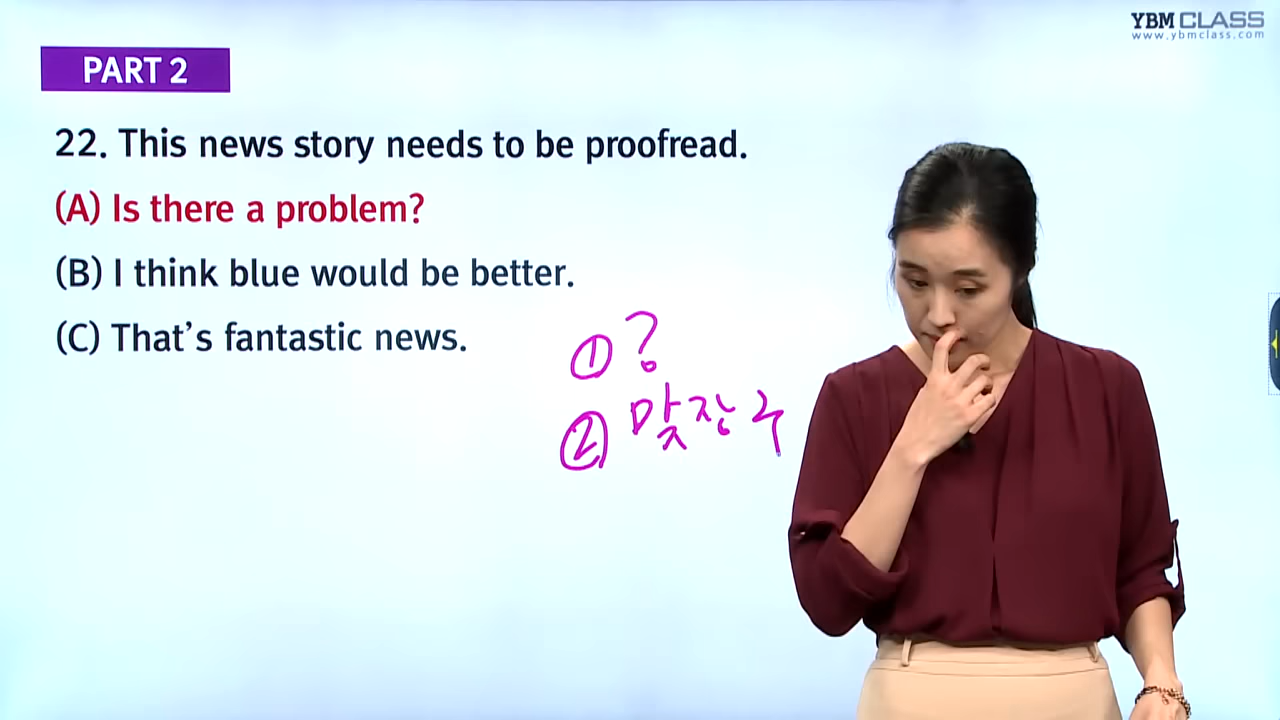 YBM CLASS
www.ybmclass.com
PART 2
22. This news story needs to be proofread.
(A) Is there a problem?
(B) I think blue would be better.
(C) That's fantastic news.
① ?
② 맞장구